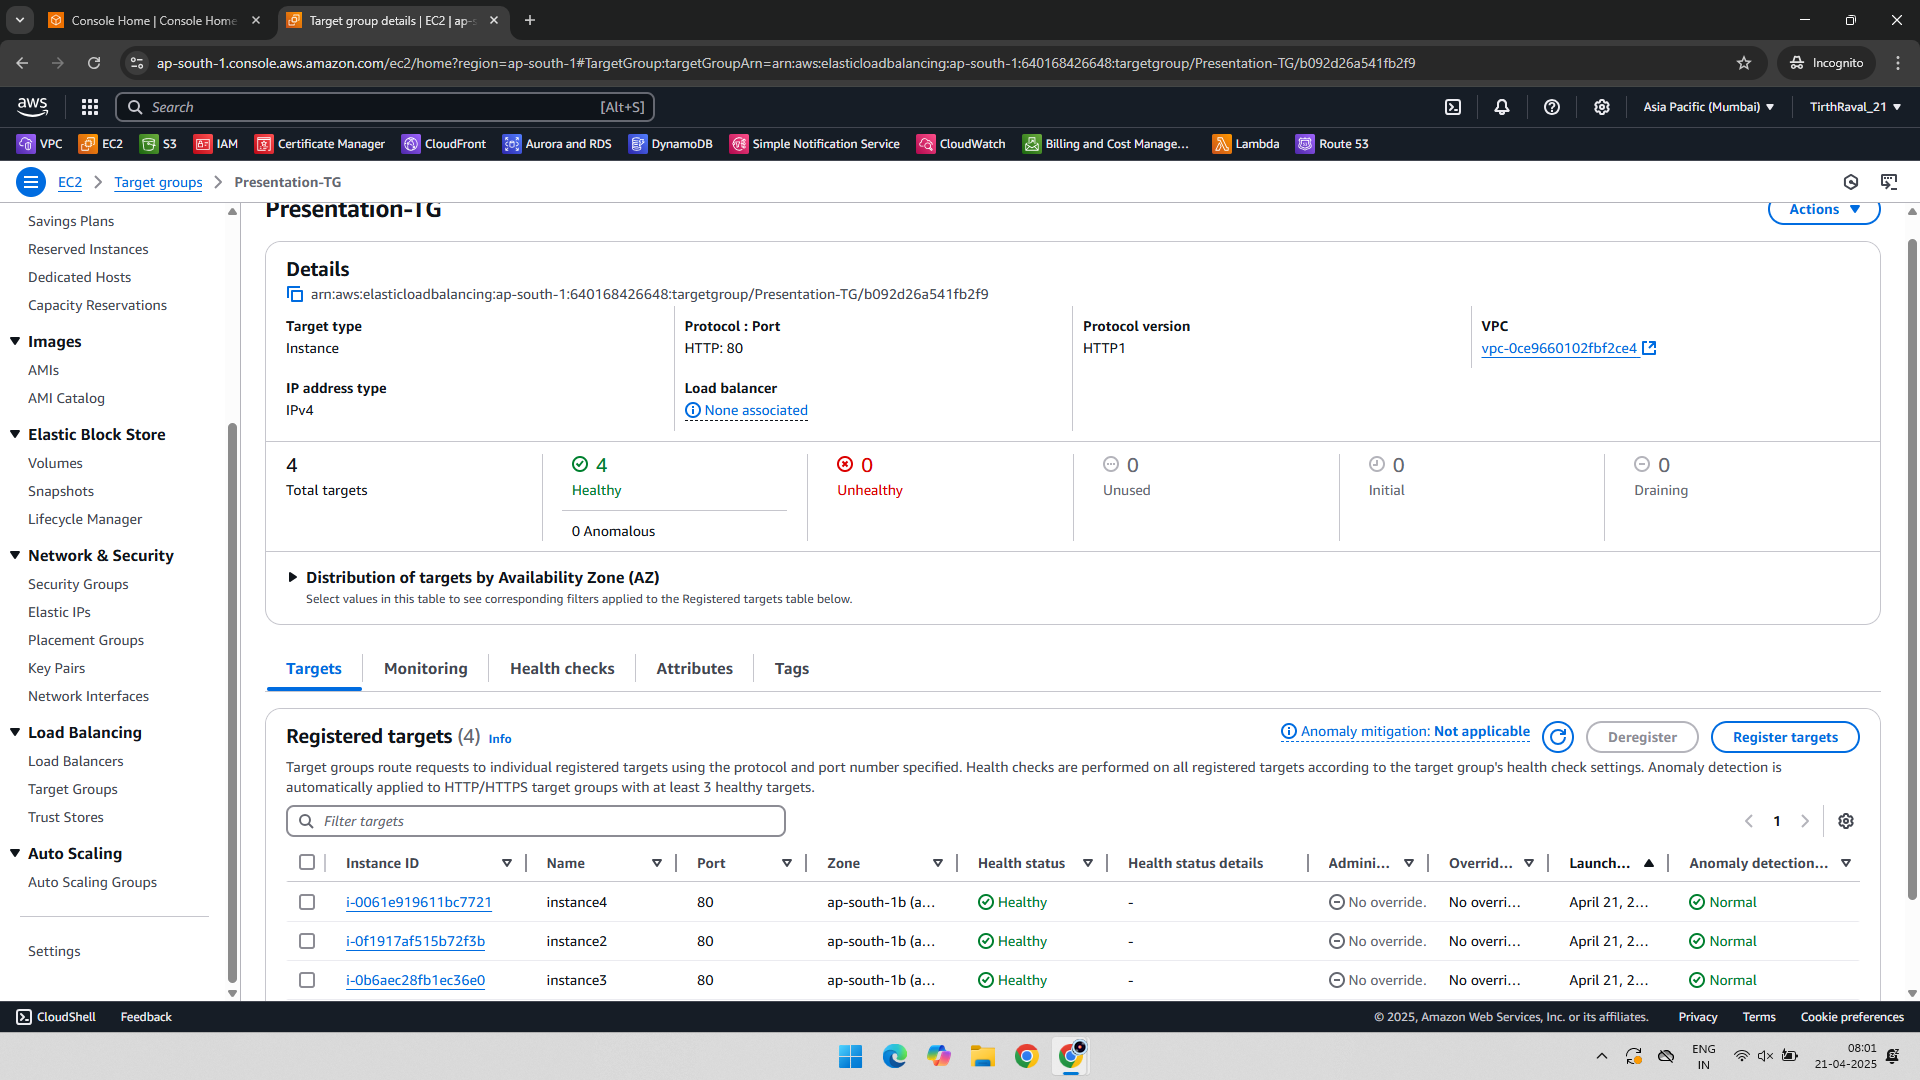 Console Home | Console Home
Target group details | EC2 | ap-s
ap-south-1.console.aws.amazon.com/ec2/home?region=ap-south-1#TargetGroup:targetGroupArn=arn:aws:elasticloadbalancing:ap-south-1:640168426648:targetgroup/Presentation-TG/b092d26a541fb2f9
Incognito
aws
Search
[Alt+S]
Asia Pacific (Mumbai)
TirthRaval_21
VPC
EC2
S3
IAM
Certificate Manager
CloudFront
Aurora and RDS
DynamoDB
Simple Notification Service
CloudWatch
Billing and Cost Manage...
Lambda
Route 53
EC2
Target groups
Presentation-TG
Savings Plans
Reserved Instances
Dedicated Hosts
Capacity Reservations
Images
AMIs
AMI Catalog
Elastic Block Store
Volumes
Snapshots
Lifecycle Manager
Network & Security
Security Groups
Elastic IPs
Placement Groups
Key Pairs
Network Interfaces
Load Balancing
Load Balancers
Target Groups
Trust Stores
Auto Scaling
Auto Scaling Groups
Settings
Presentation-TG
Actions
Details
arn:aws:elasticloadbalancing:ap-south-1:640168426648:targetgroup/Presentation-TG/b092d26a541fb2f9
Target type
Instance
Protocol : Port
HTTP: 80
Protocol version
HTTP1
VPC
vpc-0ce9660102fbf2ce4
IP address type
IPv4
Load balancer
None associated
4
Total targets
4
Healthy
0 Anomalous
0
Unhealthy
0
Unused
0
Initial
0
Draining
Distribution of targets by Availability Zone (AZ)
Select values in this table to see corresponding filters applied to the Registered targets table below.
Targets
Monitoring
Health checks
Attributes
Tags
Registered targets (4) Info
Anomaly mitigation: Not applicable
Deregister
Register targets
Target groups route requests to individual registered targets using the protocol and port number specified. Health checks are performed on all registered targets according to the target group's health check settings. Anomaly detection is
automatically applied to HTTP/HTTPS target groups with at least 3 healthy targets.
Filter targets
1
Instance ID Name Port Zone Health status Health status details Admini... Overrid... Launch... Anomaly detection...
i-0061e919611bc7721 instance4 80 ap-south-1b (a... Healthy - No override. No overri... April 21, 2... Normal
i-0f1917af515b72f3b instance2 80 ap-south-1b (a... Healthy - No override. No overri... April 21, 2... Normal
i-0b6aec28fb1ec36e0 instance3 80 ap-south-1b (a... Healthy - No override. No overri... April 21, 2... Normal
CloudShell
Feedback
© 2025, Amazon Web Services, Inc. or its affiliates.
Privacy
Terms
Cookie preferences
ENG
IN
08:01
21-04-2025